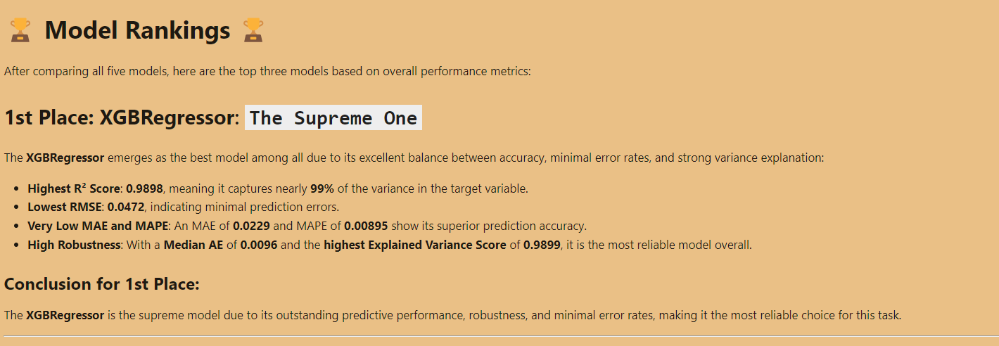 🏆 Model Rankings 🏆
After comparing all five models, here are the top three models based on overall performance metrics:
1st Place: XGBRegressor: The Supreme One
The XGBRegressor emerges as the best model among all due to its excellent balance between accuracy, minimal error rates, and strong variance explanation:
• Highest R² Score: 0.9898, meaning it captures nearly 99% of the variance in the target variable.
• Lowest RMSE: 0.0472, indicating minimal prediction errors.
• Very Low MAE and MAPE: An MAE of 0.0229 and MAPE of 0.00895 show its superior prediction accuracy.
• High Robustness: With a Median AE of 0.0096 and the highest Explained Variance Score of 0.9899, it is the most reliable model overall.
Conclusion for 1st Place:
The XGBRegressor is the supreme model due to its outstanding predictive performance, robustness, and minimal error rates, making it the most reliable choice for this task.